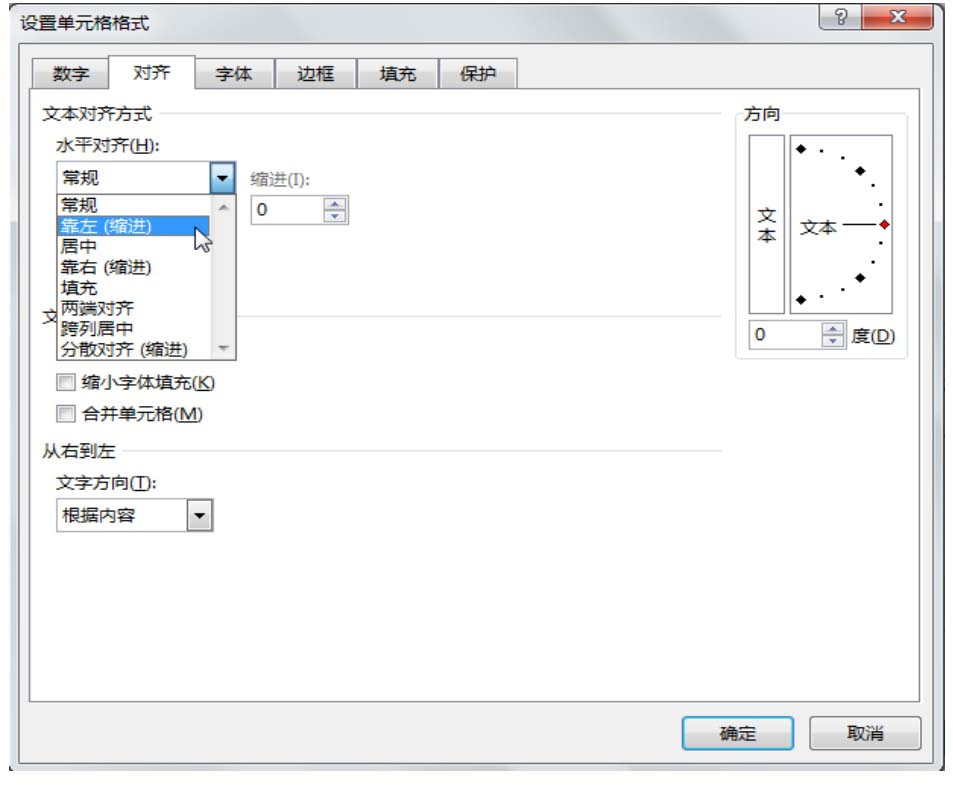 设置单元格格式
数字 对齐 字体 边框 填充 保护
文本对齐方式
水平对齐(H):
常规
缩进(I):
0
常规
靠左 (缩进)
居中
靠右 (缩进)
填充
两端对齐
跨列居中
分散对齐 (缩进)
文
缩小字体填充(K)
合并单元格(M)
从右到左
文字方向(T):
根据内容
方向
文本
文本
0 度(D)
确定 取消